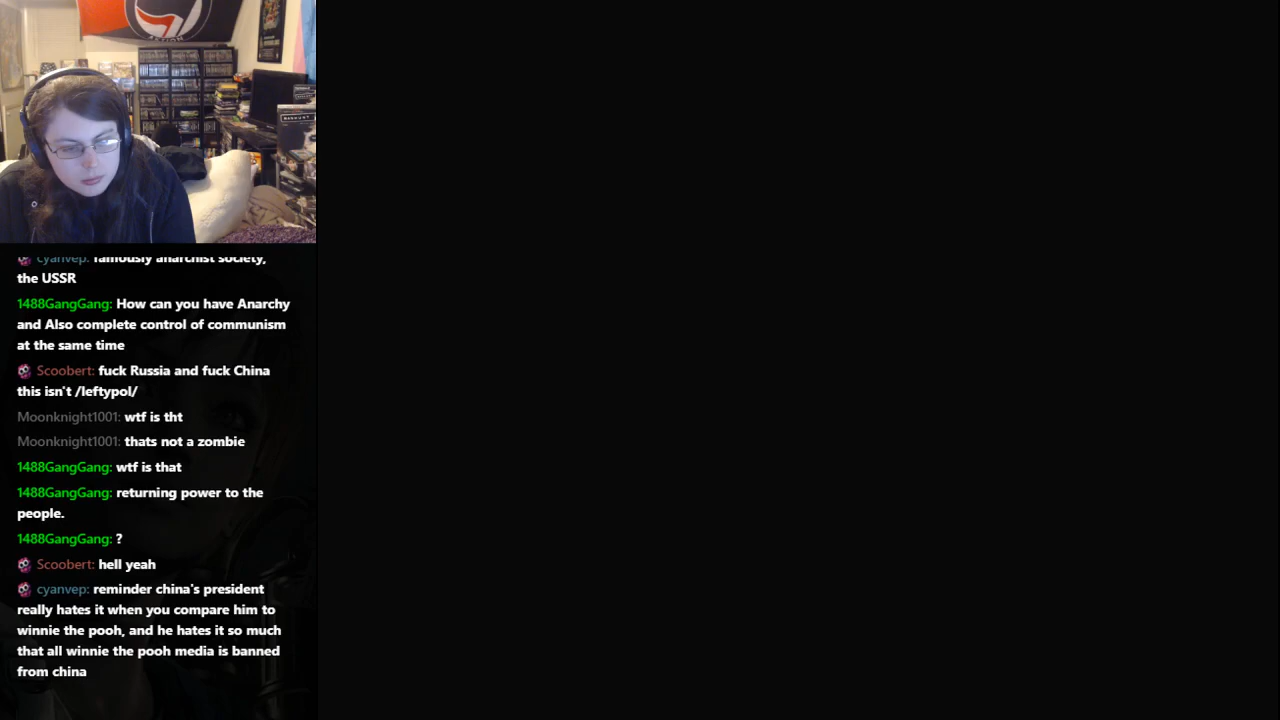 ACTION
MANHUNT
cyanvep: famously anarchist society,
the USSR
1488GangGang: How can you have Anarchy
and Also complete control of communism
at the same time
Scoobert: fuck Russia and fuck China
this isn't /leftypol/
Moonknight1001: wtf is tht
Moonknight1001: thats not a zombie
1488GangGang: wtf is that
1488GangGang: returning power to the
people.
1488GangGang: ?
Scoobert: hell yeah
cyanvep: reminder china's president
really hates it when you compare him to
winnie the pooh, and he hates it so much
that all winnie the pooh media is banned
from china